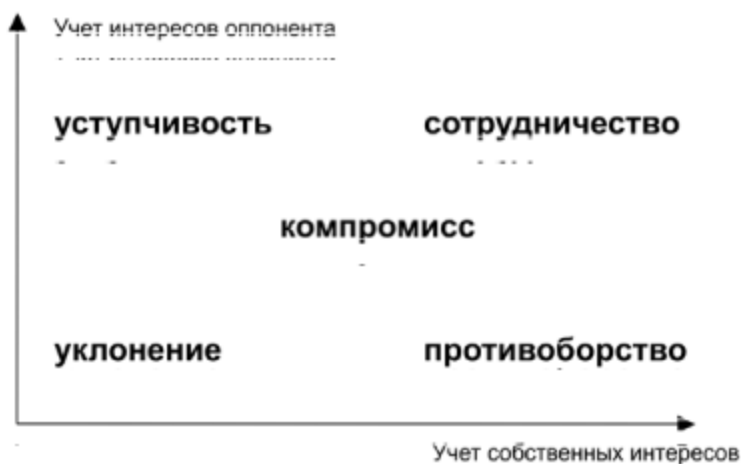 Учет интересов оппонента
уступчивость сотрудничество
компромисс
уклонение противоборство
Учет собственных интересов